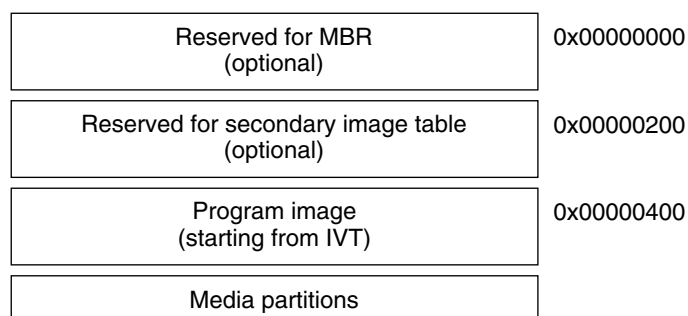 Reserved for MBR 0x00000000
(optional)
Reserved for secondary image table 0x00000200
(optional)
Program image 0x00000400
(starting from IVT)
Media partitions